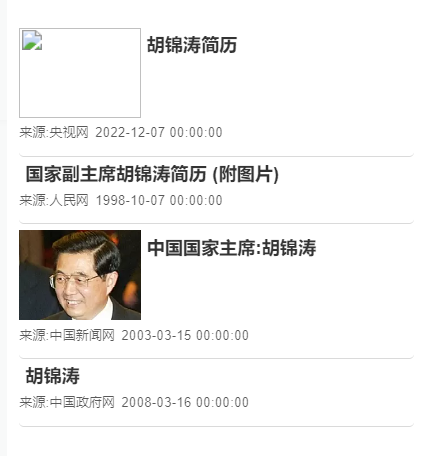 胡锦涛简历
来源:央视网 2022-12-07 00:00:00
国家副主席胡锦涛简历 (附图片)
来源:人民网 1998-10-07 00:00:00
中国国家主席:胡锦涛
来源:中国新闻网 2003-03-15 00:00:00
胡锦涛
来源:中国政府网 2008-03-16 00:00:00